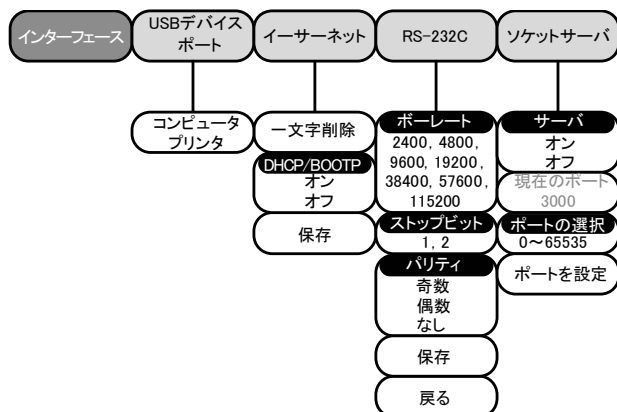 インターフェース
USBデバイス
ポート
イーサーネット
RS-232C
ソケットサーバ
コンピュータ
プリンタ
一文字削除
DHCP/BOOTP
オン
オフ
保存
ボーレート
2400, 4800,
9600, 19200,
38400, 57600,
115200
ストップビット
1, 2
パリティ
奇数
偶数
なし
保存
戻る
サーバ
オン
オフ
現在のポート
3000
ポートの選択
0～65535
ポートを設定